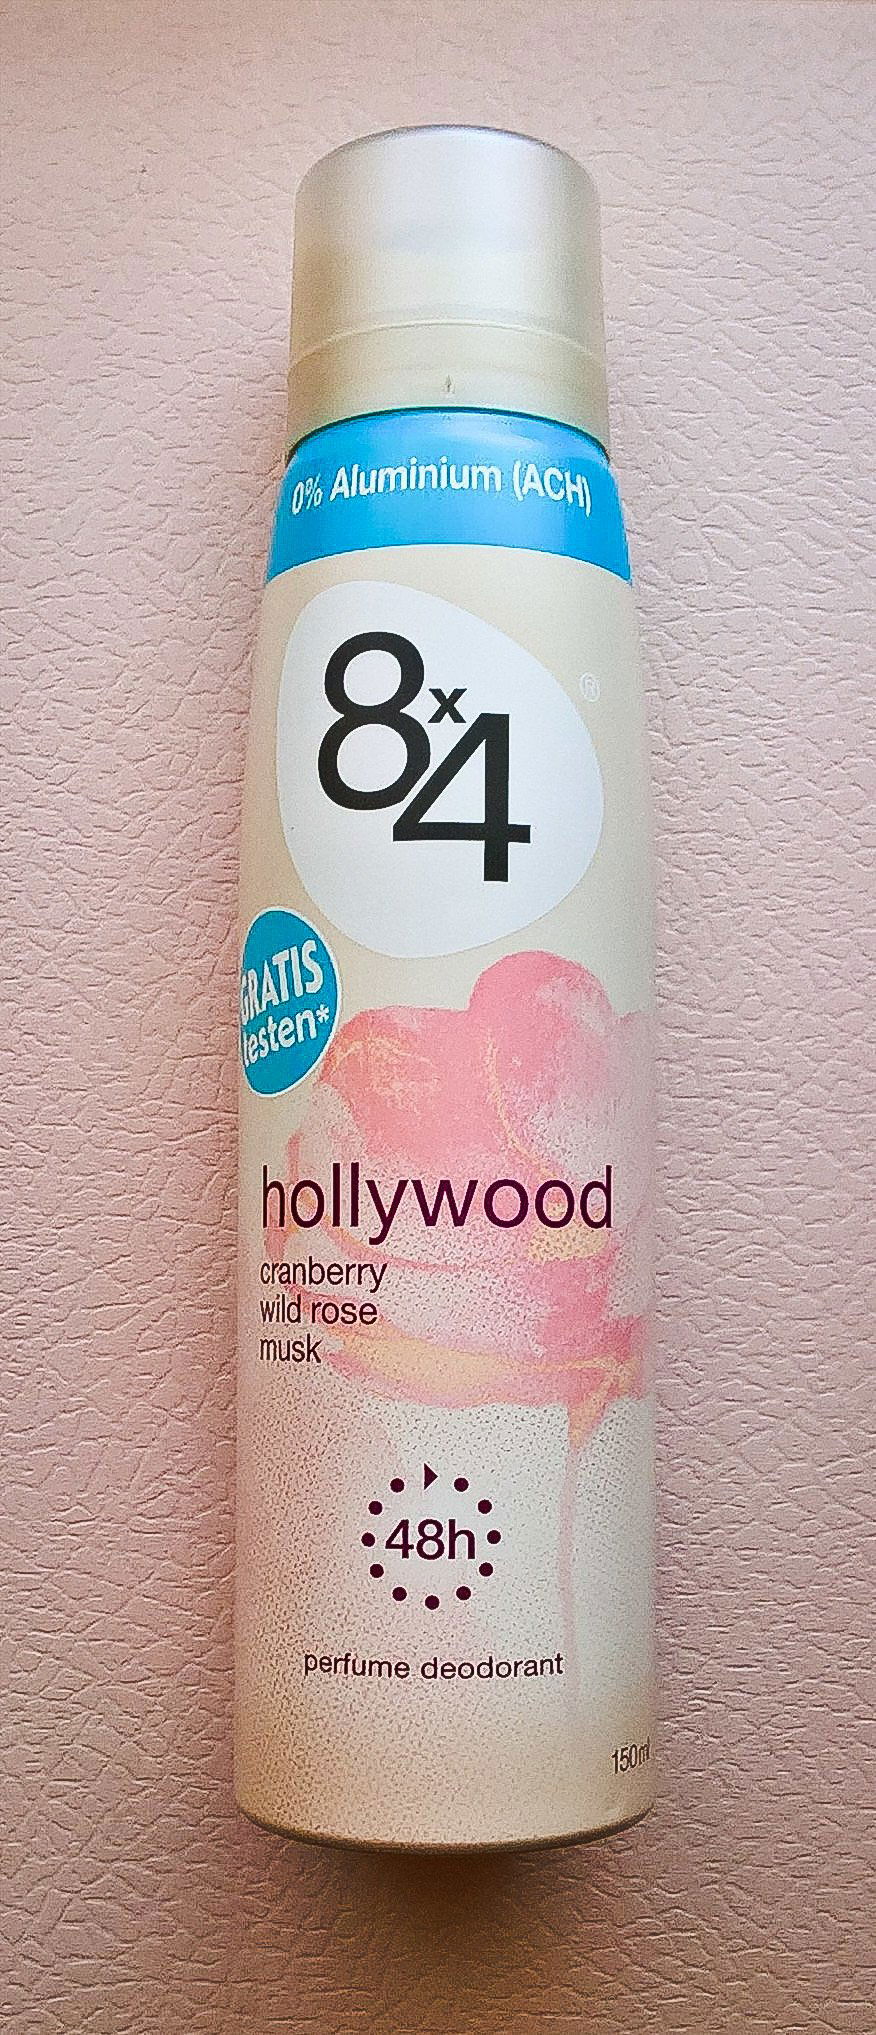 0% Aluminium (ACH)
8x4
®
GRATIS
testen*
hollywood
cranberry
wild rose
musk
48h
perfume deodorant
150ml